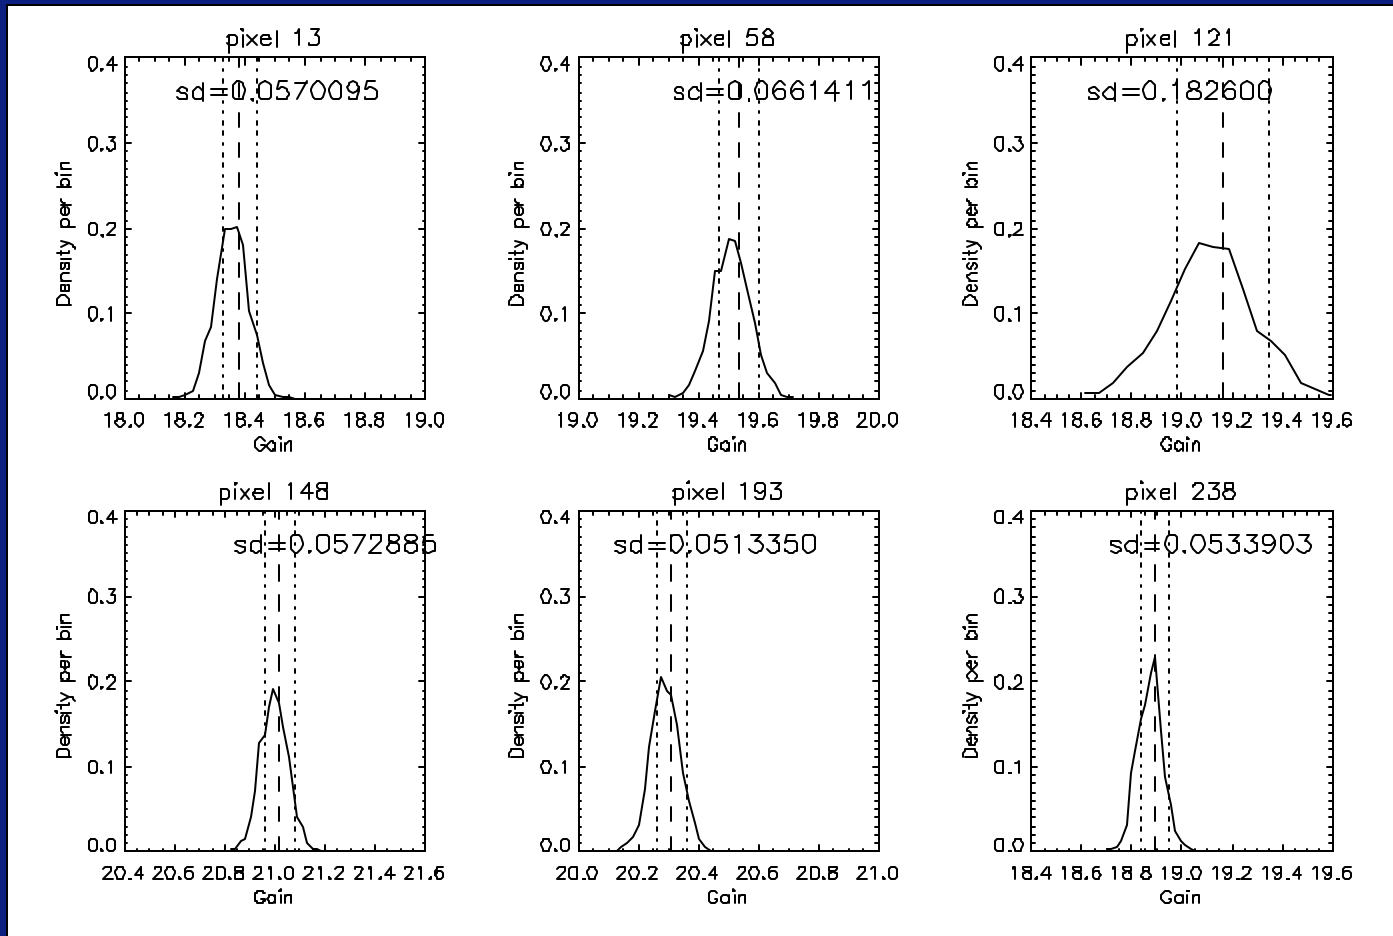 pixel 13
sd=0.0570095
0.4
0.3
0.2
0.1
0.0
Density per bin
18.0 18.2 18.4 18.6 18.8 19.0
Gain
pixel 58
sd=0.0661411
0.4
0.3
0.2
0.1
0.0
Density per bin
19.0 19.2 19.4 19.6 19.8 20.0
Gain
pixel 121
sd=0.182600
0.4
0.3
0.2
0.1
0.0
Density per bin
18.4 18.6 18.8 19.0 19.2 19.4 19.6
Gain
pixel 148
sd=0.0572885
0.4
0.3
0.2
0.1
0.0
Density per bin
20.4 20.6 20.8 21.0 21.2 21.4 21.6
Gain
pixel 193
sd=0.0513350
0.4
0.3
0.2
0.1
0.0
Density per bin
20.0 20.2 20.4 20.6 20.8 21.0
Gain
pixel 238
sd=0.0533903
0.4
0.3
0.2
0.1
0.0
Density per bin
18.4 18.6 18.8 19.0 19.2 19.4 19.6
Gain